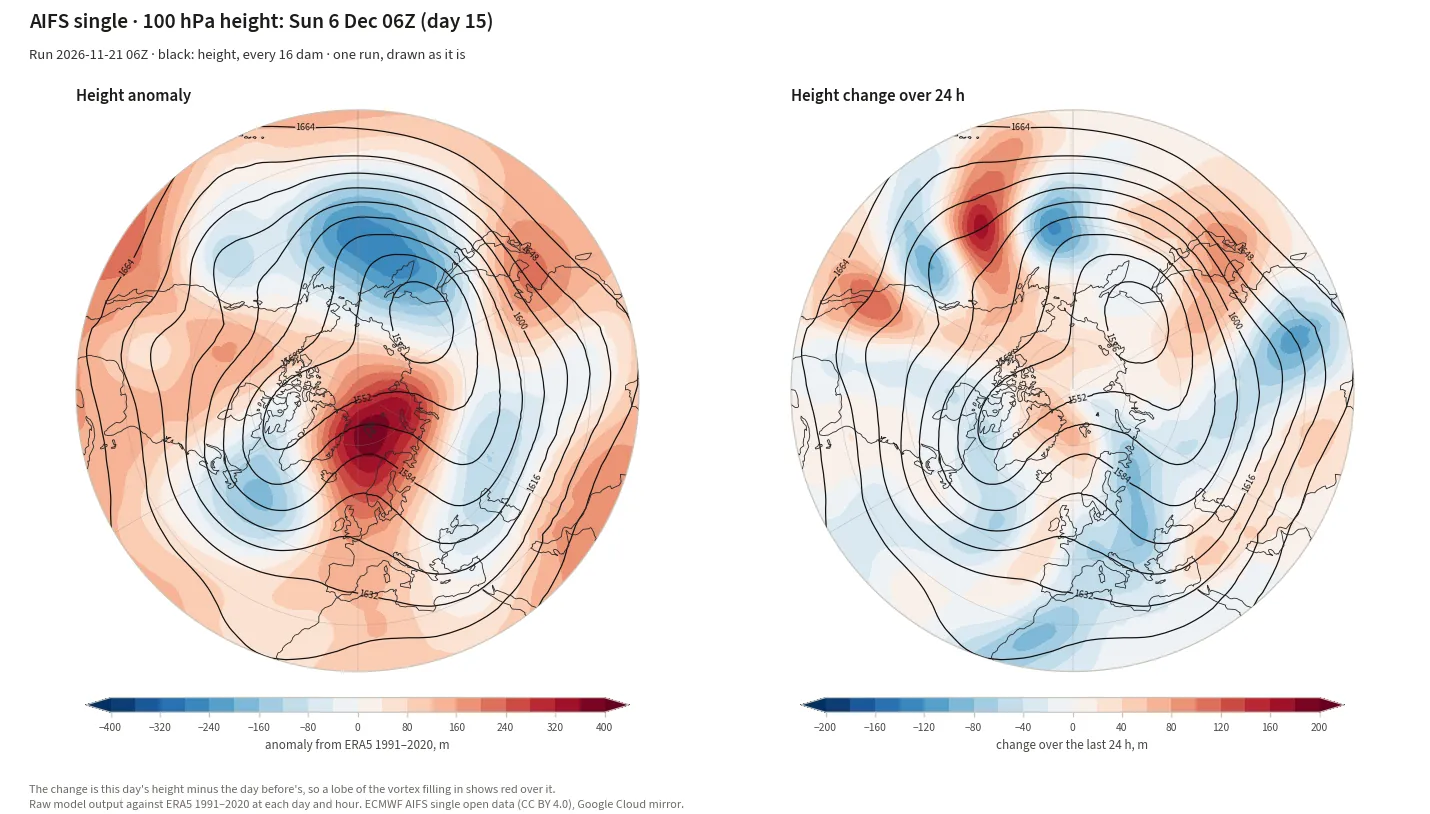 AIFS single · 100 hPa height: Sun 6 Dec 06Z (day 15)
Run 2026-11-21 06Z · black: height, every 16 dam · one run, drawn as it is
Height anomaly
Height change over 24 h
1664
1664
1648
1600
1536
1568
1552
1584
1616
1632
1664
1664
1648
1600
1536
1568
1552
1584
1616
1632
−400 −320 −240 −160 −80 0 80 160 240 320 400
anomaly from ERA5 1991–2020, m
−200 −160 −120 −80 −40 0 40 80 120 160 200
change over the last 24 h, m
The change is this day's height minus the day before's, so a lobe of the vortex filling in shows red over it.
Raw model output against ERA5 1991–2020 at each day and hour. ECMWF AIFS single open data (CC BY 4.0), Google Cloud mirror.